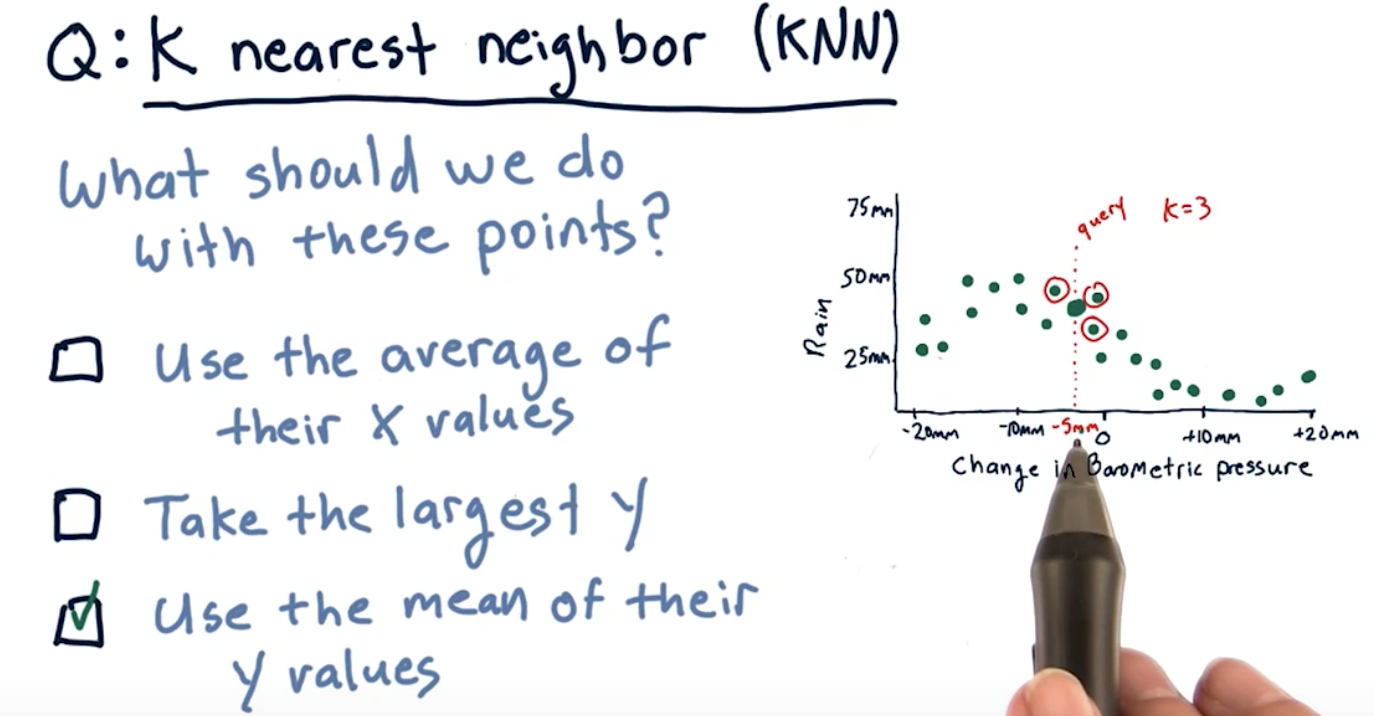 Q: K nearest neighbor (KNN)
What should we do
with these points?
Use the average of
their X values
Take the largest Y
Use the mean of their
Y values
query K=3
75mm
50mm
25mm
Rain
-20mm -10mm -5mm 0 +10mm +20mm
Change in Barometric pressure